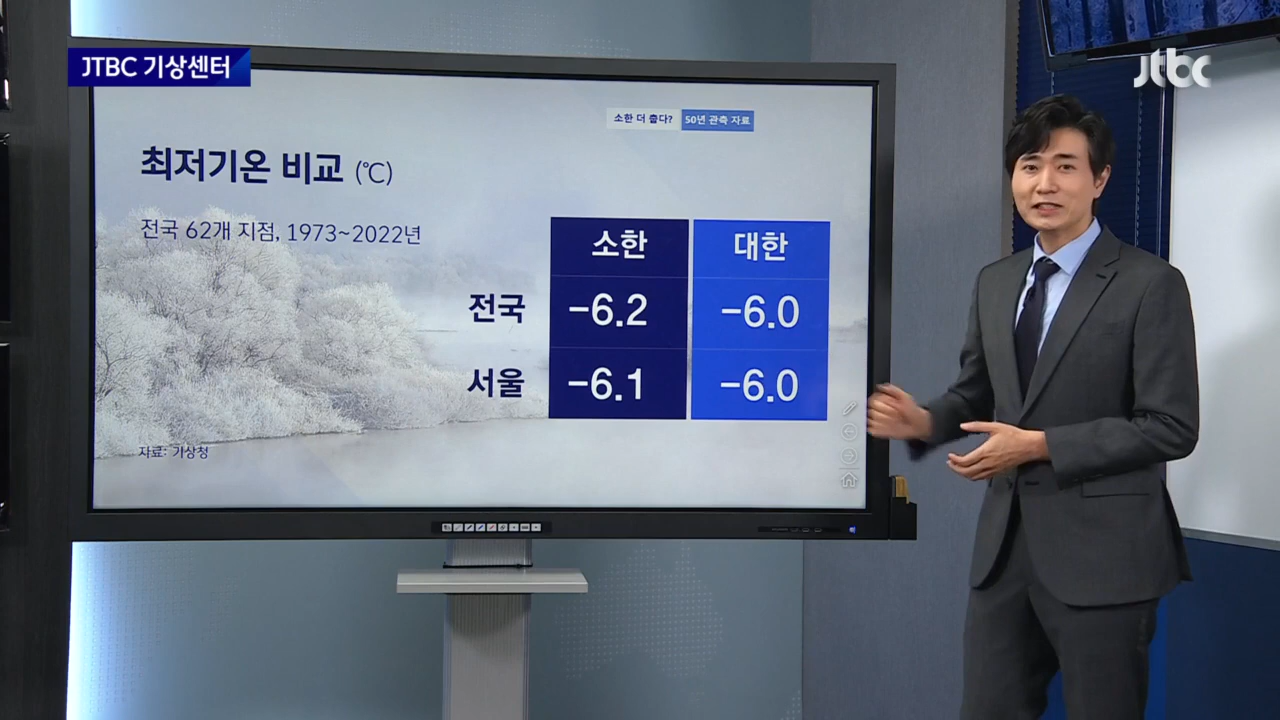 JTBC 기상센터
jtbc
소한 더 춥다? 50년 관측 자료
최저기온 비교 (℃)
전국 62개 지점, 1973~2022년
소한 대한
전국 -6.2 -6.0
서울 -6.1 -6.0
자료: 기상청